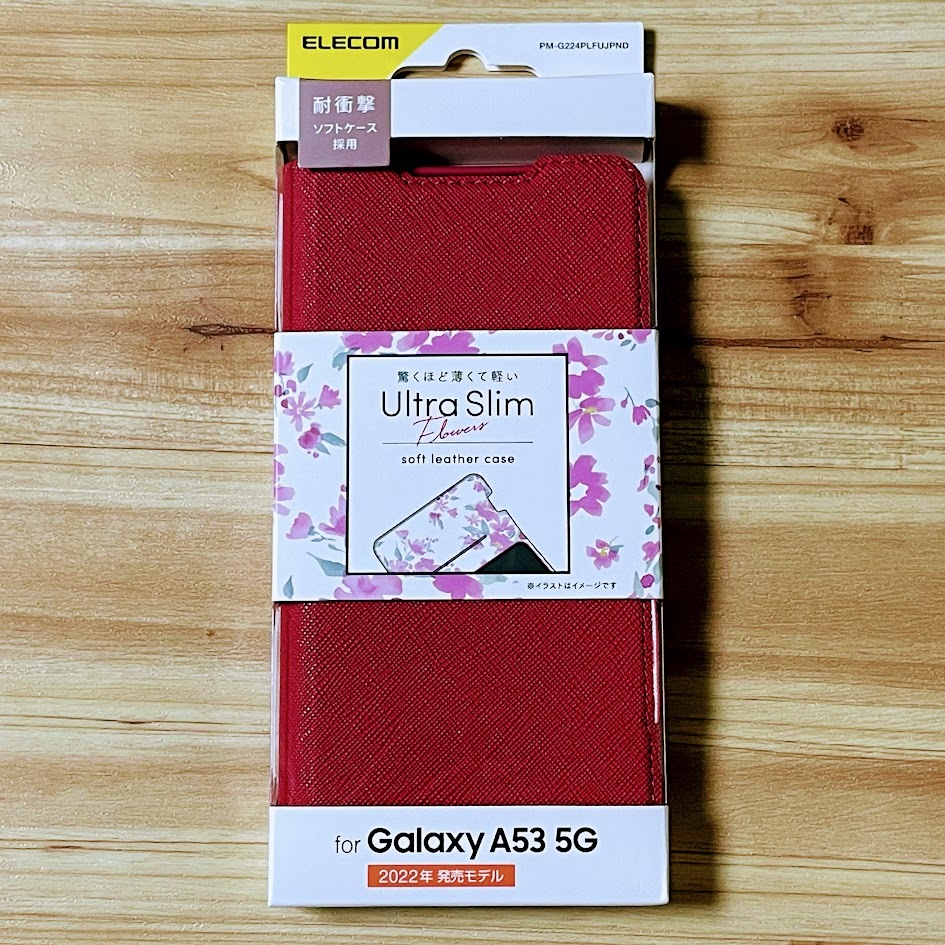 ELECOM
PM-G224PLFUJPND
耐衝撃
ソフトケース
採用
驚くほど薄くて軽い
Ultra Slim
Flowers
soft leather case
※イラストはイメージです
for Galaxy A53 5G
2022年 発売モデル